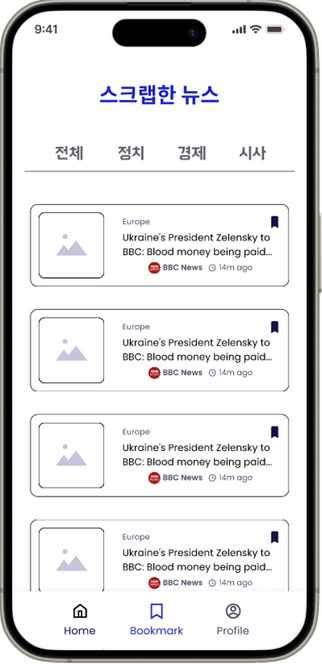 9:41
스크랩한 뉴스
전체 정치 경제 시사
Europe
Ukraine's President Zelensky to
BBC: Blood money being paid...
BBC News 14m ago
Europe
Ukraine's President Zelensky to
BBC: Blood money being paid...
BBC News 14m ago
Europe
Ukraine's President Zelensky to
BBC: Blood money being paid...
BBC News 14m ago
Europe
Ukraine's President Zelensky to
BBC: Blood money being paid...
BBC News 14m ago
Home Bookmark Profile